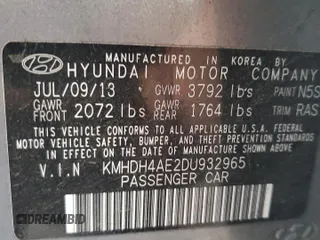 MANUFACTURED IN KOREA BY
HYUNDAI MOTOR COMPANY
JUL/09/13 GVWR 3792 lbs PAINT N5S
GAWR FRONT 2072 lbs GAWR REAR 1764 lbs TRIM RAS
THIS VEHICLE CONFORMS TO ALL APPLICABLE U.S.A FEDERAL
MOTOR VEHICLE SAFETY, BUMPER, AND THEFT PREVENTION
STANDARDS IN EFFECT ON THE DATE OF MANUFACTURE
V.I.N KMHDH4AE2DU932965
PASSENGER CAR
DREAMBID